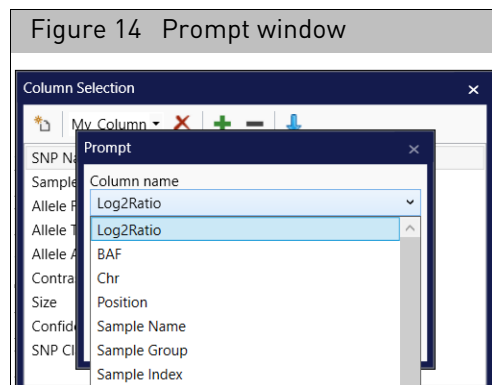 Figure 14 Prompt window
Column Selection
My Column
Prompt
SNP Na
Sample
Column name
Allele F
Log2Ratio
Allele T
Log2Ratio
Allele A
BAF
Contra
Chr
Size
Position
Confid
Sample Name
SNP Cl
Sample Group
Sample Index